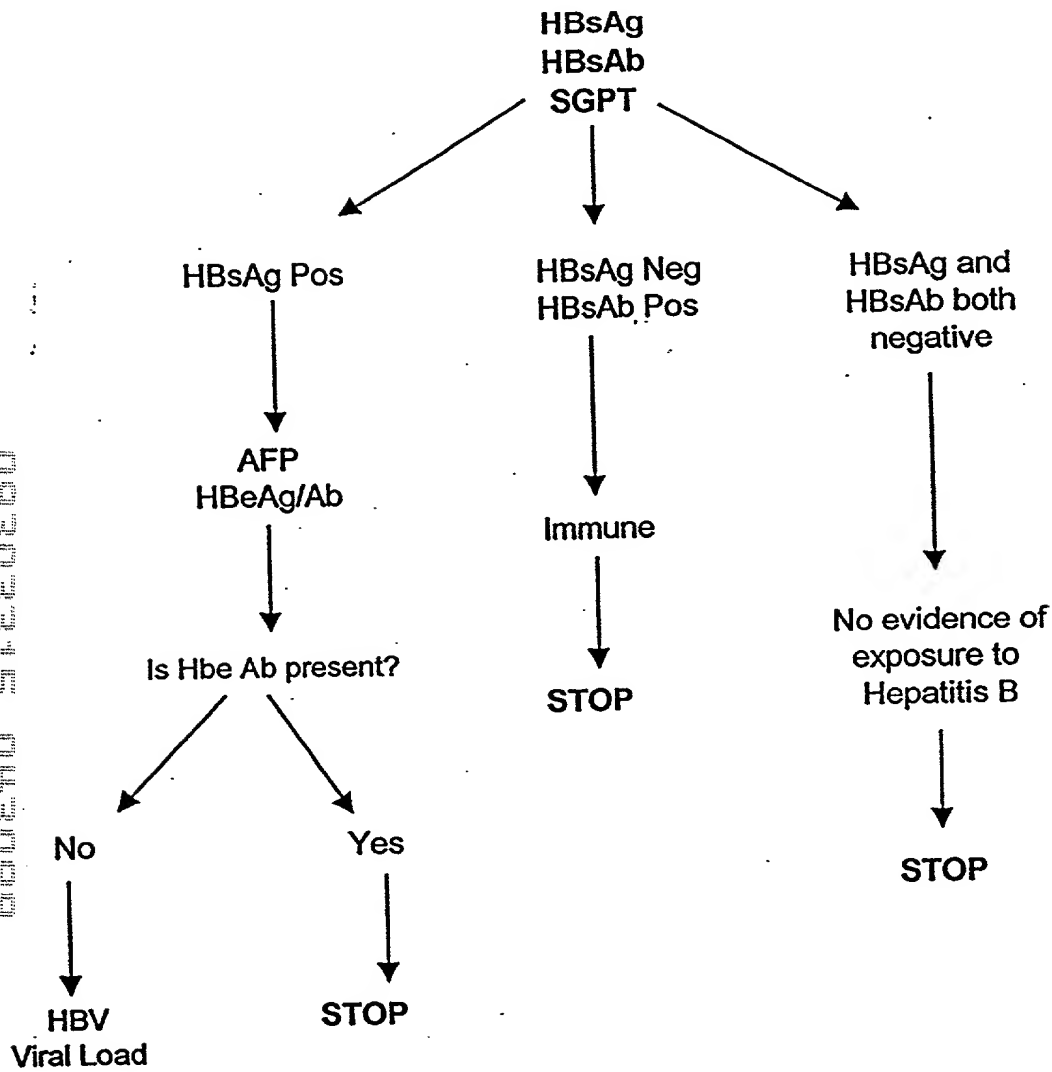 HBsAg
HBsAb
SGPT
HBsAg Pos
HBsAg Neg
HBsAb Pos
HBsAg and
HBsAb both
negative
AFP
HBeAg/Ab
Immune
No evidence of
exposure to
Hepatitis B
Is Hbe Ab present?
STOP
No
Yes
STOP
HBV
Viral Load
STOP